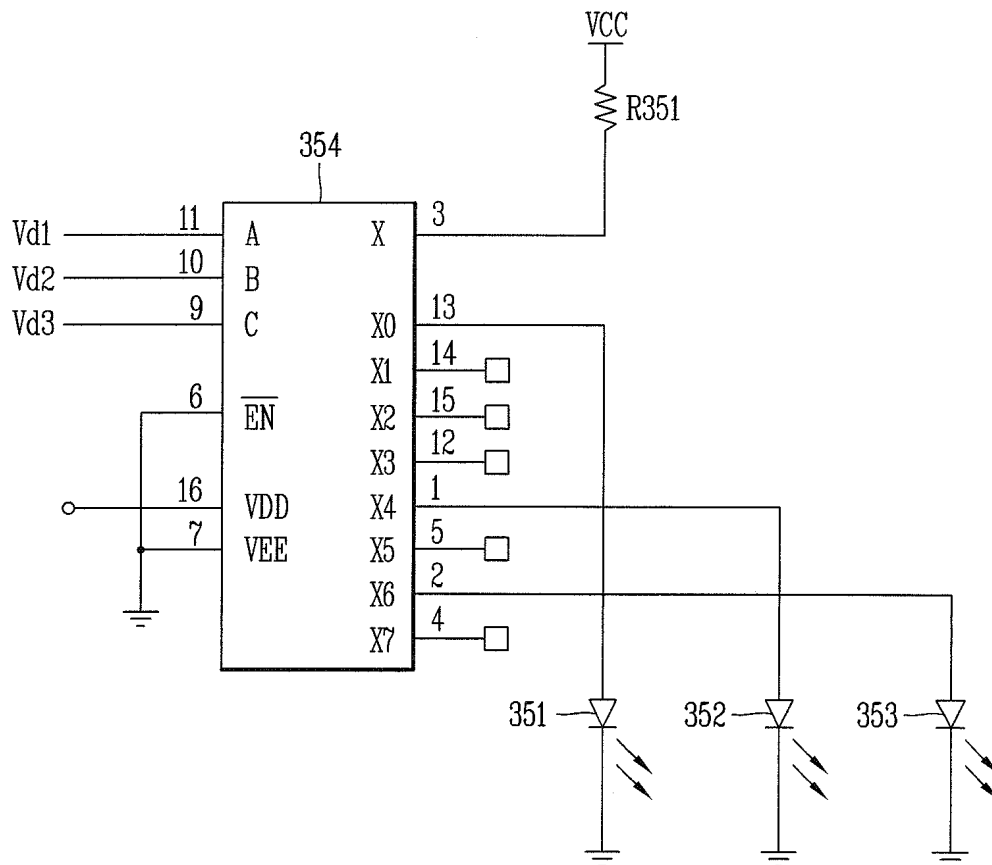 VCC
R351
354
Vd1 11 A X 3
Vd2 10 B
Vd3 9 C X0 13
X1 14
6 EN X2 15
X3 12
16 VDD X4 1
7 VEE X5 5
X6 2
X7 4
351 352 353